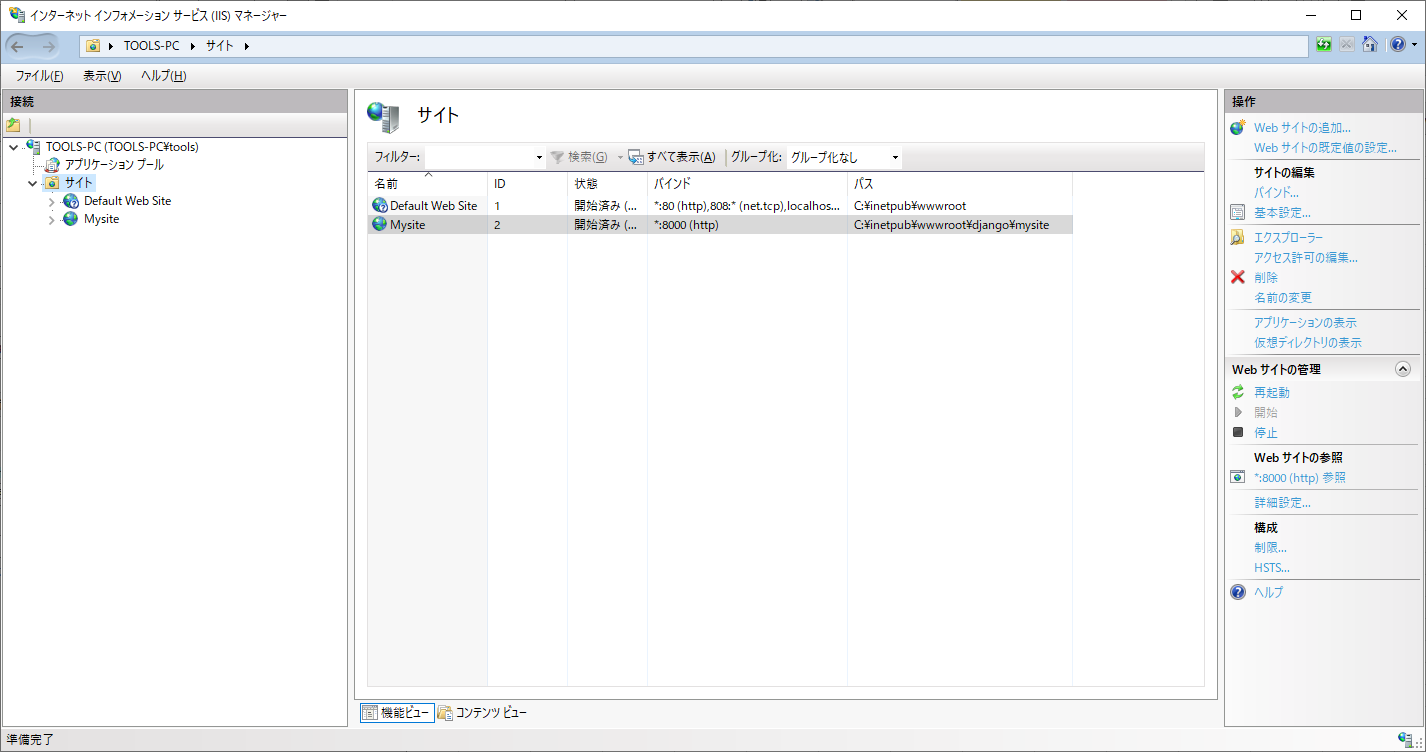 インターネット インフォメーション サービス (IIS) マネージャー
TOOLS-PC サイト
ファイル(F) 表示(V) ヘルプ(H)
接続
TOOLS-PC (TOOLS-PC¥tools)
アプリケーション プール
サイト
Default Web Site
Mysite
サイト
フィルター: 検索(G) すべて表示(A) グループ化: グループ化なし
名前 ID 状態 バインド パス
Default Web Site 1 開始済み (... *:80 (http),808:* (net.tcp),localhos... C:¥inetpub¥wwwroot
Mysite 2 開始済み (... *:8000 (http) C:¥inetpub¥wwwroot¥django¥mysite
機能ビュー コンテンツ ビュー
操作
Web サイトの追加...
Web サイトの既定値の設定...
サイトの編集
バインド...
基本設定...
エクスプローラー
アクセス許可の編集...
削除
名前の変更
アプリケーションの表示
仮想ディレクトリの表示
Web サイトの管理
再起動
開始
停止
Web サイトの参照
*:8000 (http) 参照
詳細設定...
構成
制限...
HSTS...
ヘルプ
準備完了